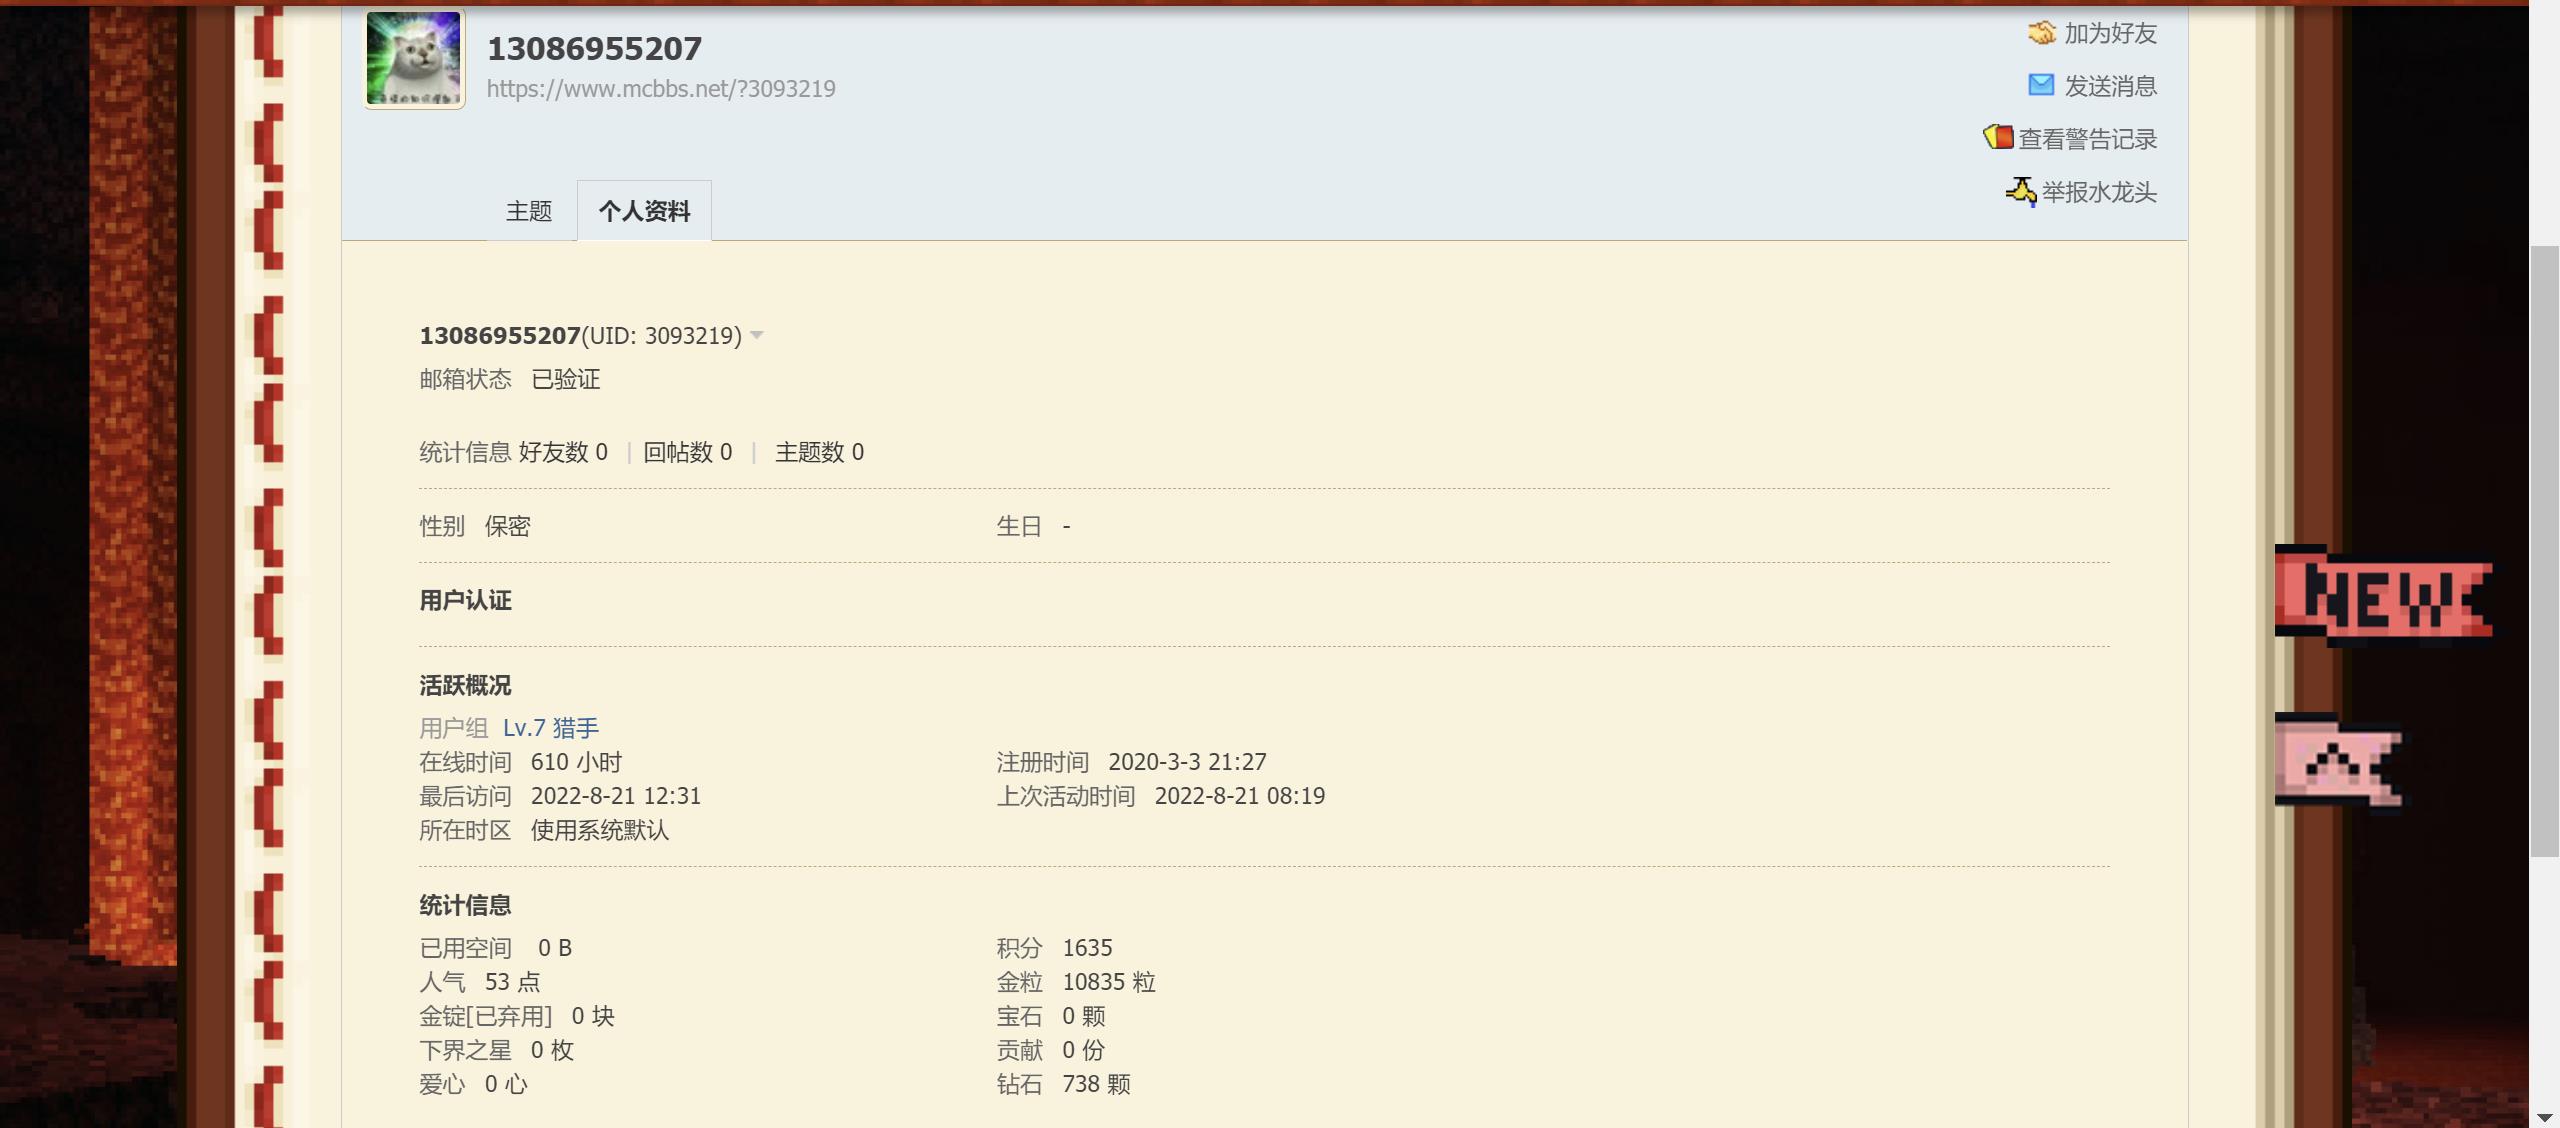 13086955207
https://www.mcbbs.net/?3093219
加为好友
发送消息
查看警告记录
举报水龙头
主题 个人资料
13086955207(UID: 3093219)
邮箱状态 已验证
统计信息 好友数 0 | 回帖数 0 | 主题数 0
性别 保密 生日 -
用户认证
活跃概况
用户组 Lv.7 猎手
在线时间 610 小时 注册时间 2020-3-3 21:27
最后访问 2022-8-21 12:31 上次活动时间 2022-8-21 08:19
所在时区 使用系统默认
统计信息
已用空间 0 B 积分 1635
人气 53 点 金粒 10835 粒
金锭[已弃用] 0 块 宝石 0 颗
下界之星 0 枚 贡献 0 份
爱心 0 心 钻石 738 颗
NEW